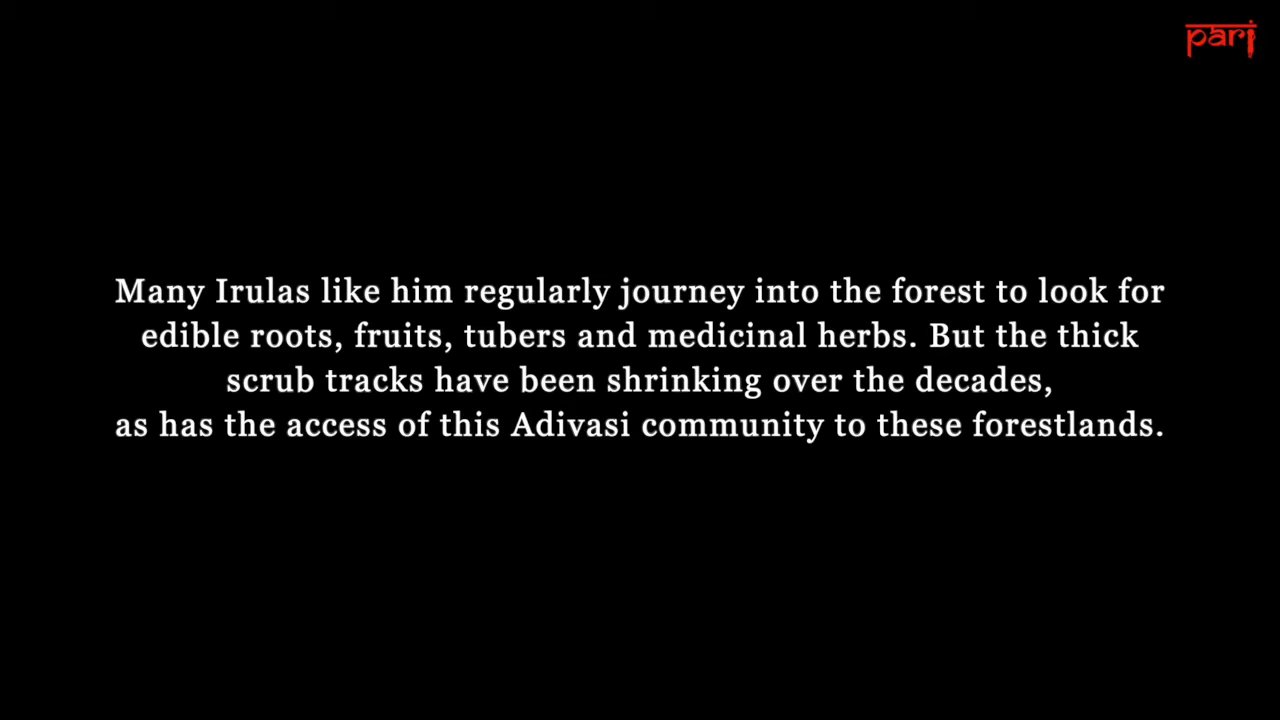 pari
Many Irulas like him regularly journey into the forest to look for
edible roots, fruits, tubers and medicinal herbs. But the thick
scrub tracks have been shrinking over the decades,
as has the access of this Adivasi community to these forestlands.